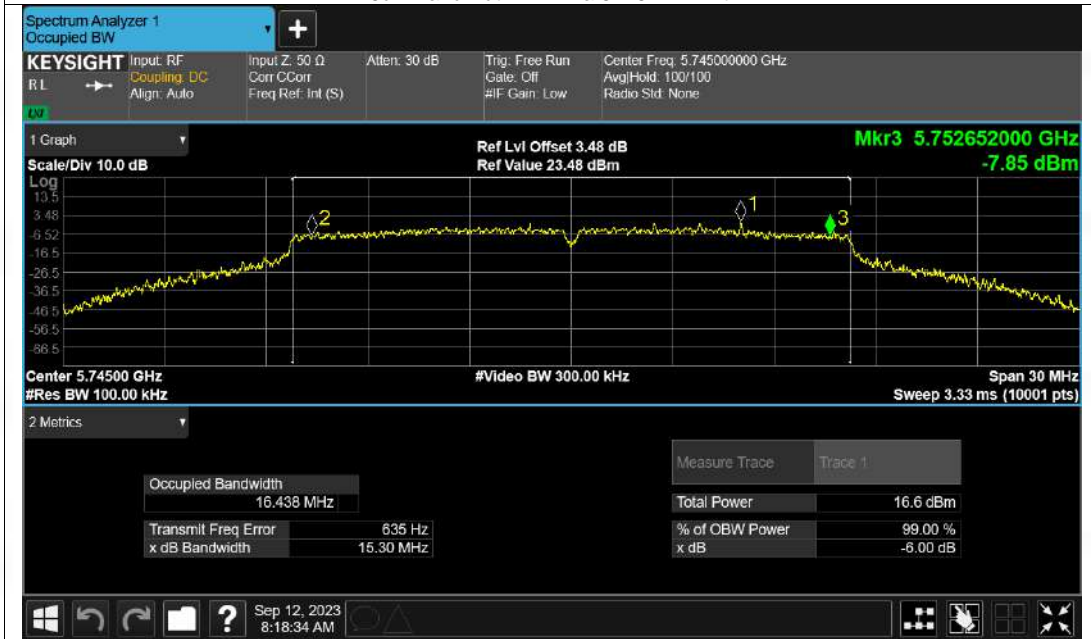 Spectrum Analyzer 1
Occupied BW
+
KEYSIGHT
R L
Input: RF
Coupling: DC
Align: Auto
Input Z: 50 Ω
Corr CCorr
Freq Ref: Int (S)
Atten: 30 dB
Trig: Free Run
Gate: Off
#IF Gain: Low
Center Freq: 5.745000000 GHz
Avg|Hold: 100/100
Radio Std: None
1 Graph
Scale/Div 10.0 dB
Ref Lvl Offset 3.48 dB
Ref Value 23.48 dBm
Mkr3 5.752652000 GHz
-7.85 dBm
Log
13.5
3.48
-6.52
-16.5
-26.5
-36.5
-46.5
-56.5
-66.5
2
1
3
Center 5.74500 GHz
#Res BW 100.00 kHz
#Video BW 300.00 kHz
Span 30 MHz
Sweep 3.33 ms (10001 pts)
2 Metrics
Measure Trace Trace 1
Occupied Bandwidth
16.438 MHz
Total Power 16.6 dBm
Transmit Freq Error 635 Hz
% of OBW Power 99.00 %
x dB Bandwidth 15.30 MHz
x dB -6.00 dB
?
Sep 12, 2023
8:18:34 AM